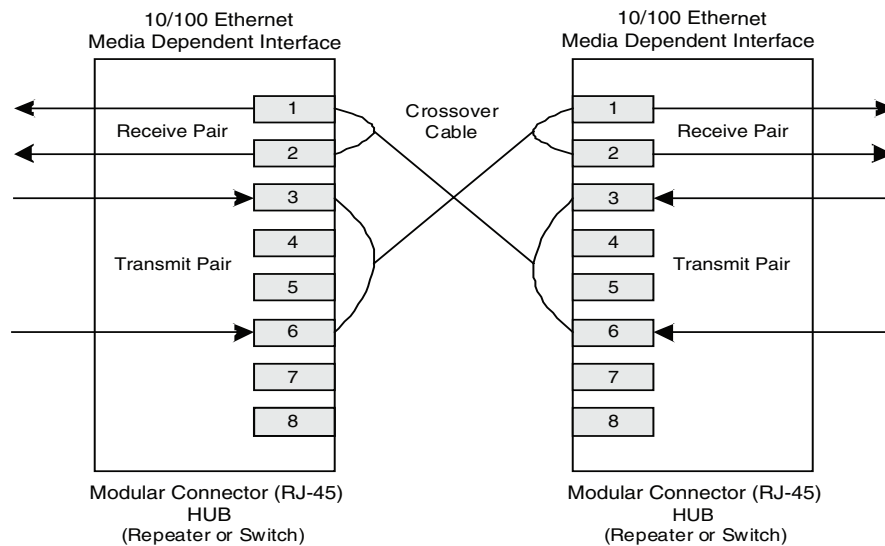 10/100 Ethernet
Media Dependent Interface
10/100 Ethernet
Media Dependent Interface
1
Receive Pair
2
3
4
Transmit Pair
5
6
7
8
Crossover
Cable
1
Receive Pair
2
3
4
Transmit Pair
5
6
7
8
Modular Connector (RJ-45)
HUB
(Repeater or Switch)
Modular Connector (RJ-45)
HUB
(Repeater or Switch)